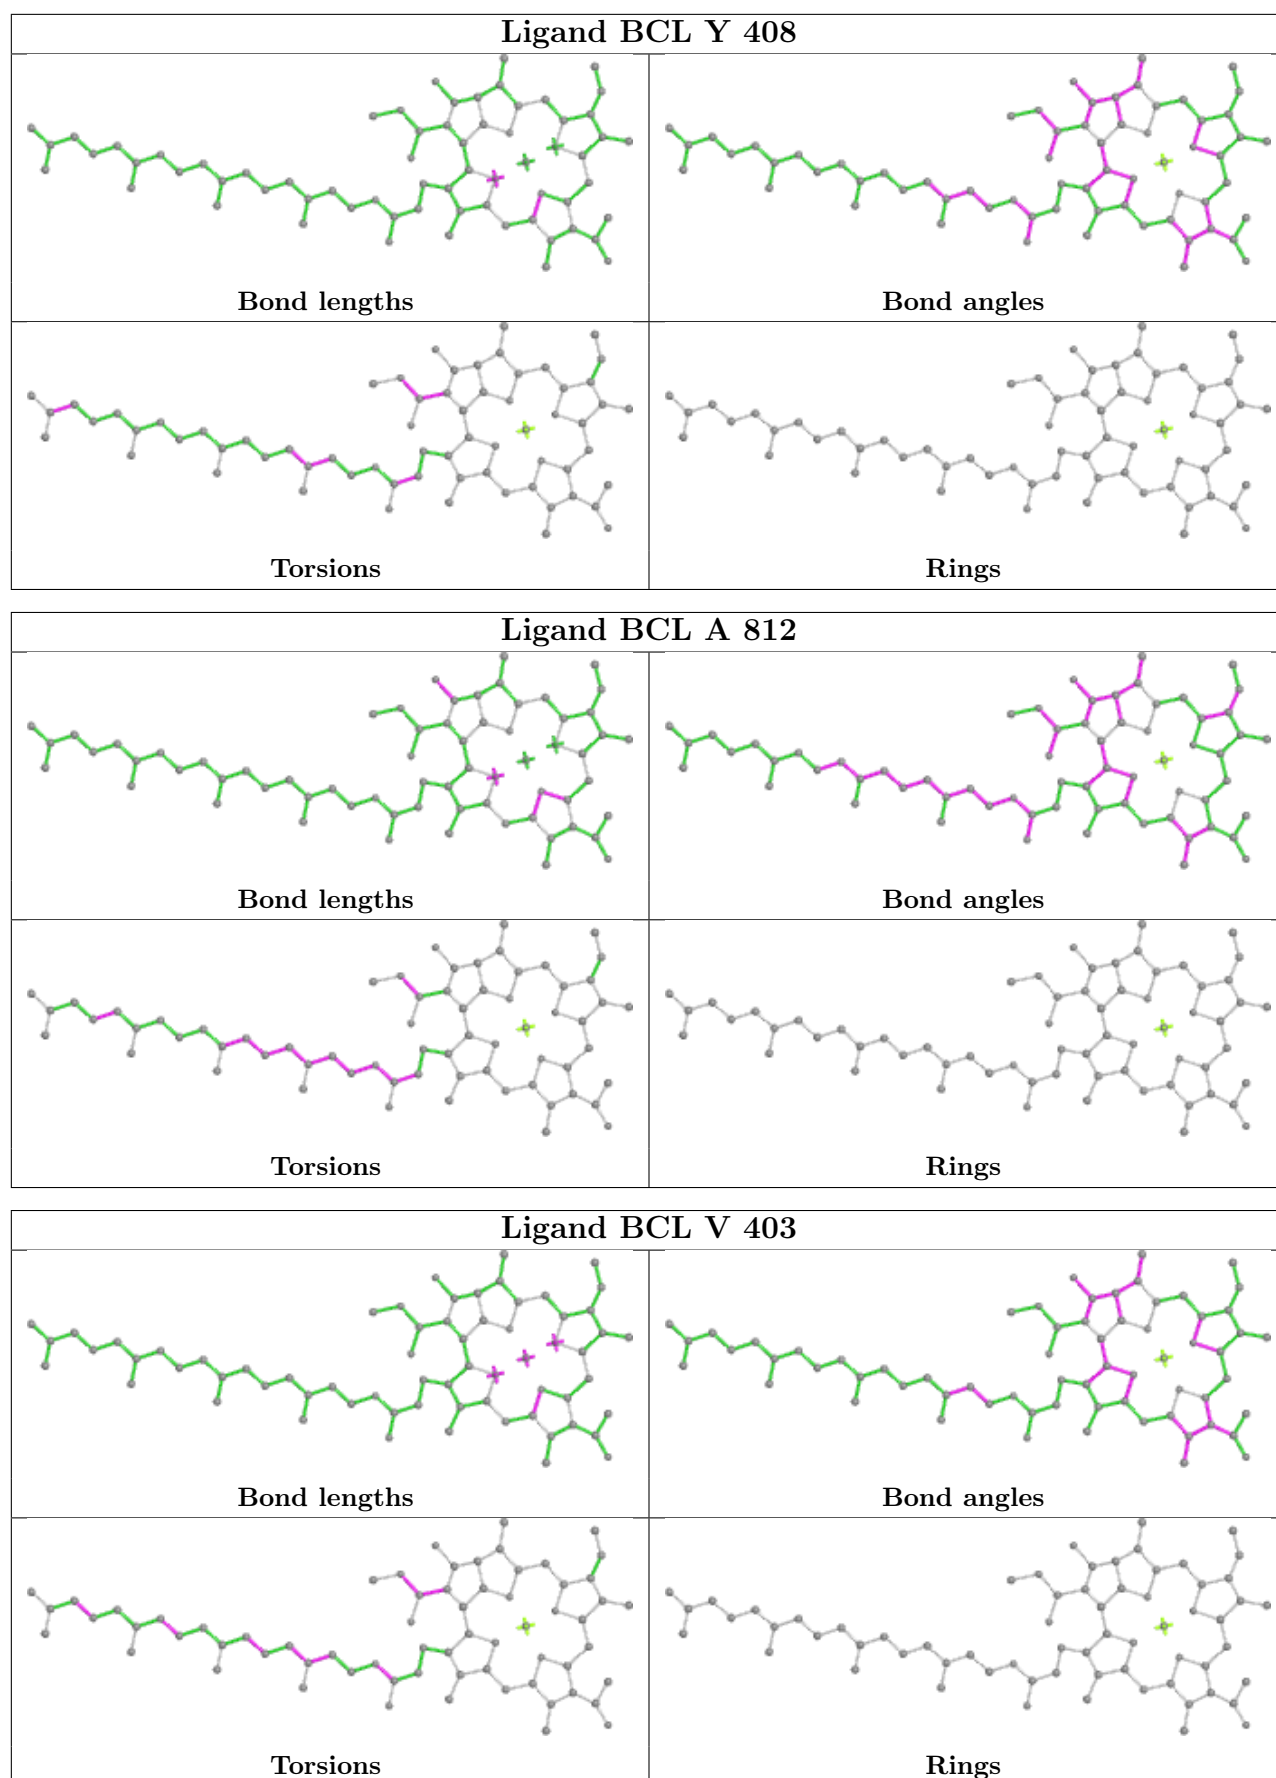 Ligand BCL Y 408
Bond lengths
Bond angles
Torsions
Rings
Ligand BCL A 812
Bond lengths
Bond angles
Torsions
Rings
Ligand BCL V 403
Bond lengths
Bond angles
Torsions
Rings